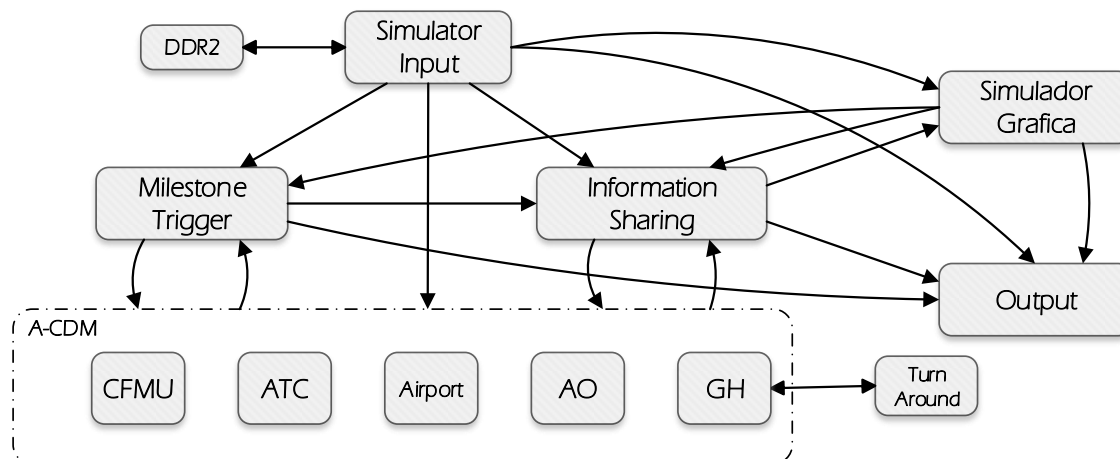 DDR2
Simulator
Input
Simulador
Grafica
Milestone
Trigger
Information
Sharing
Output
A-CDM
CFMU
ATC
Airport
AO
GH
Turn
Around